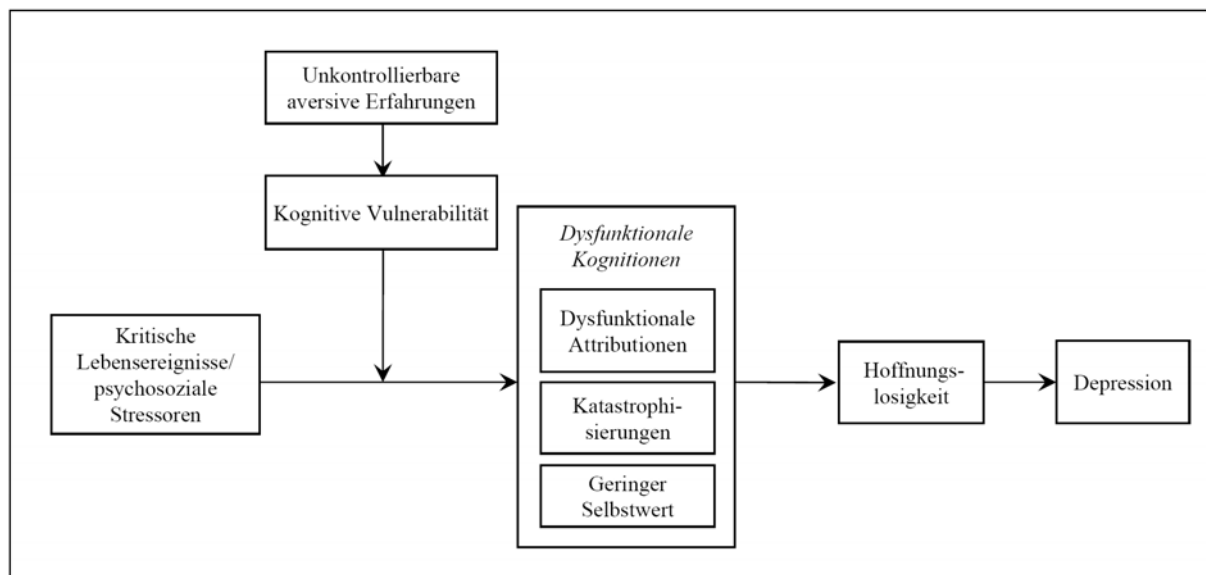 Unkontrollierbare
aversive Erfahrungen
Kognitive Vulnerabilität
Kritische
Lebensereignisse/
psychosoziale
Stressoren
Dysfunktionale
Kognitionen
Dysfunktionale
Attributionen
Katastrophi-
sierungen
Geringer
Selbstwert
Hoffnungs-
losigkeit
Depression